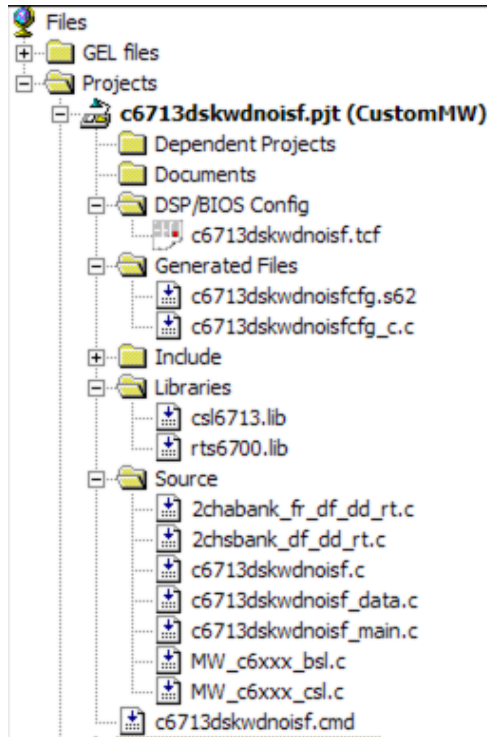 Files
GEL files
Projects
c6713dskwdnoisf.pjt (CustomMW)
Dependent Projects
Documents
DSP/BIOS Config
c6713dskwdnoisf.tcf
Generated Files
c6713dskwdnoisfcfg.s62
c6713dskwdnoisfcfg_c.c
Include
Libraries
csl6713.lib
rts6700.lib
Source
2chabank_fr_df_dd_rt.c
2chsbank_df_dd_rt.c
c6713dskwdnoisf.c
c6713dskwdnoisf_data.c
c6713dskwdnoisf_main.c
MW_c6xxx_bsl.c
MW_c6xxx_csl.c
c6713dskwdnoisf.cmd